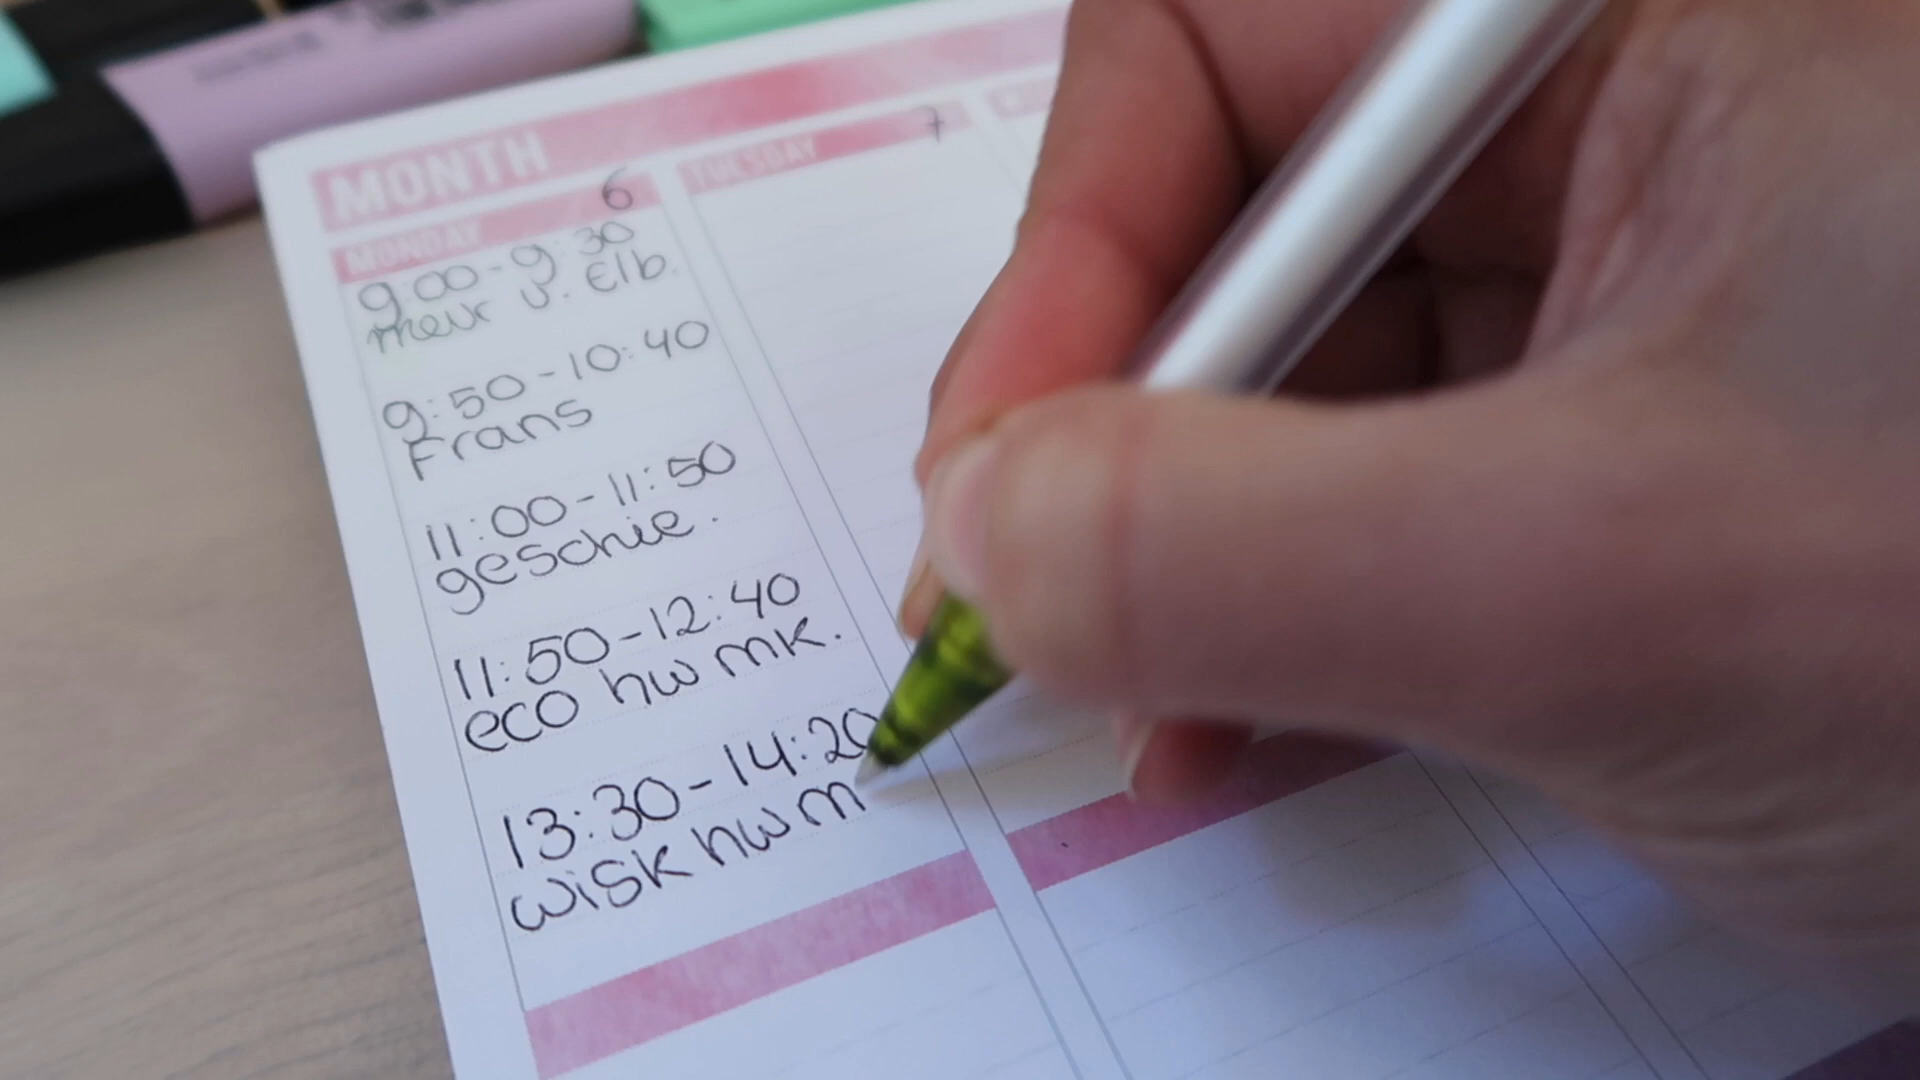 MONTH
MONDAY 6
9:00-9:30
mevr v. Elb.
9:50-10:40
Frans
11:00-11:50
geschie.
11:50-12:40
eco hw mk.
13:30-14:20
wisk hw m
TUESDAY 7